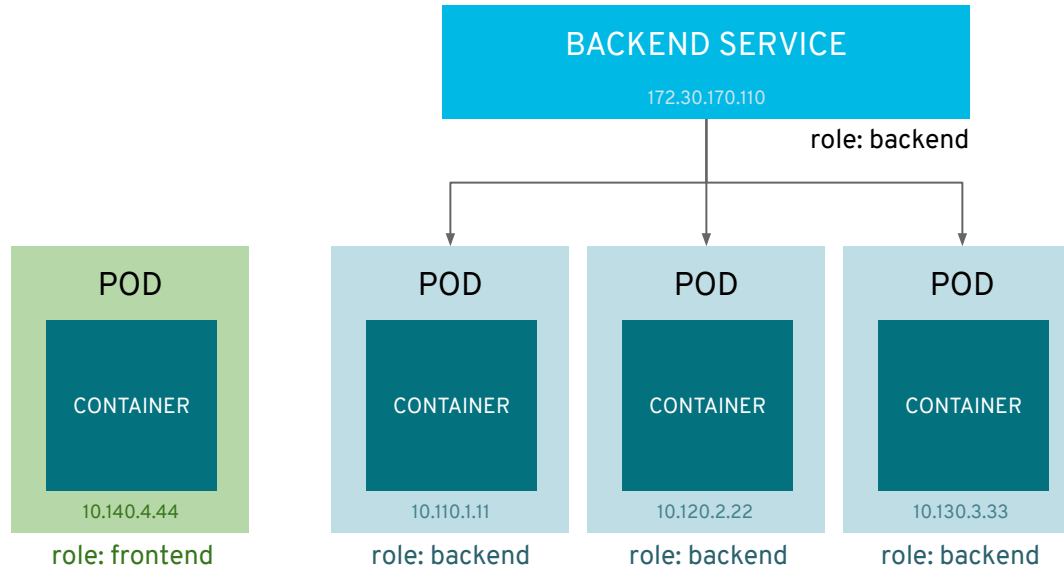 BACKEND SERVICE
172.30.170.110
role: backend
POD
CONTAINER
10.140.4.44
role: frontend
POD
CONTAINER
10.110.1.11
role: backend
POD
CONTAINER
10.120.2.22
role: backend
POD
CONTAINER
10.130.3.33
role: backend